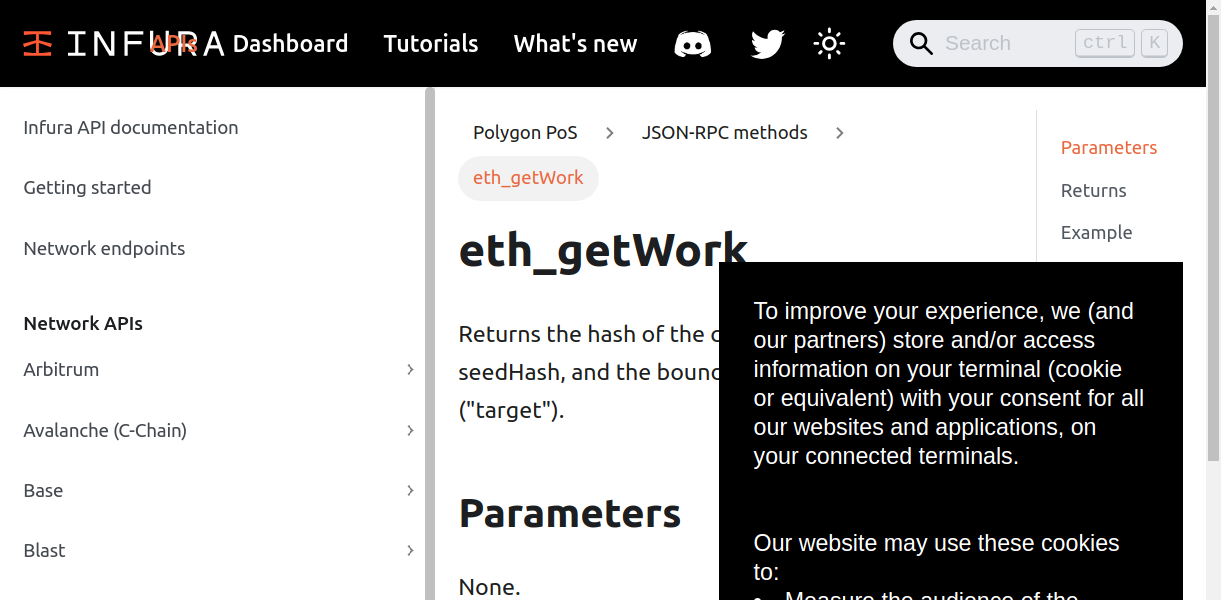 INFURA APIs Dashboard Tutorials What's new Search ctrl K
Infura API documentation
Getting started
Network endpoints
Network APIs
Arbitrum
Avalanche (C-Chain)
Base
Blast
Polygon PoS JSON-RPC methods
eth_getWork
eth_getWork
Returns the hash of the
seedHash, and the
("target").
Parameters
None.
Parameters
Returns
Example
To improve your experience, we (and
our partners) store and/or access
information on your terminal (cookie
or equivalent) with your consent for all
our websites and applications, on
your connected terminals.
Our website may use these cookies
to:
Measure the audience of the